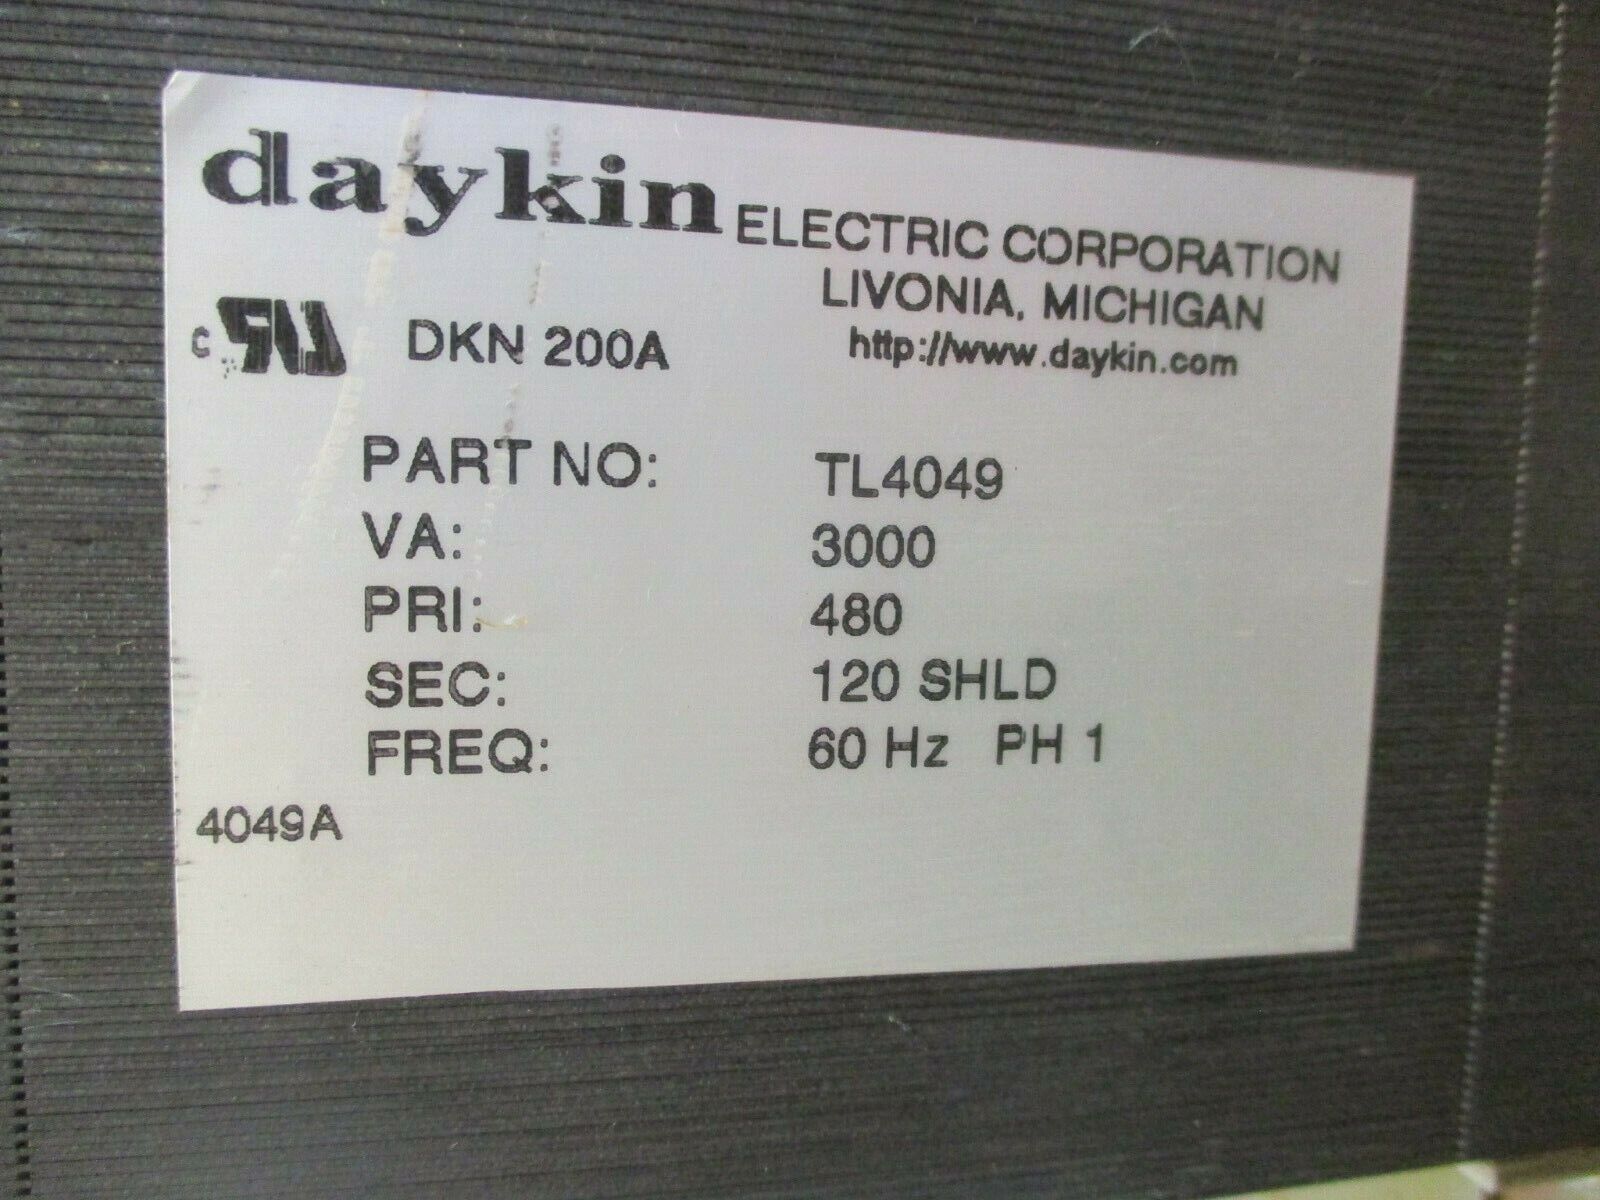 daykin ELECTRIC CORPORATION
LIVONIA, MICHIGAN
http://www.daykin.com
c RU DKN 200A
PART NO: TL4049
VA: 3000
PRI: 480
SEC: 120 SHLD
FREQ: 60 Hz PH 1
4049A